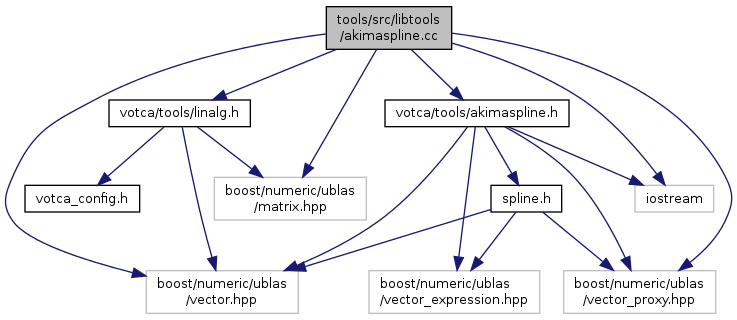 tools/src/libtools
/akimaspline.cc
votca/tools/linalg.h
votca/tools/akimaspline.h
votca_config.h
boost/numeric/ublas
/matrix.hpp
spline.h
iostream
boost/numeric/ublas
/vector.hpp
boost/numeric/ublas
/vector_expression.hpp
boost/numeric/ublas
/vector_proxy.hpp